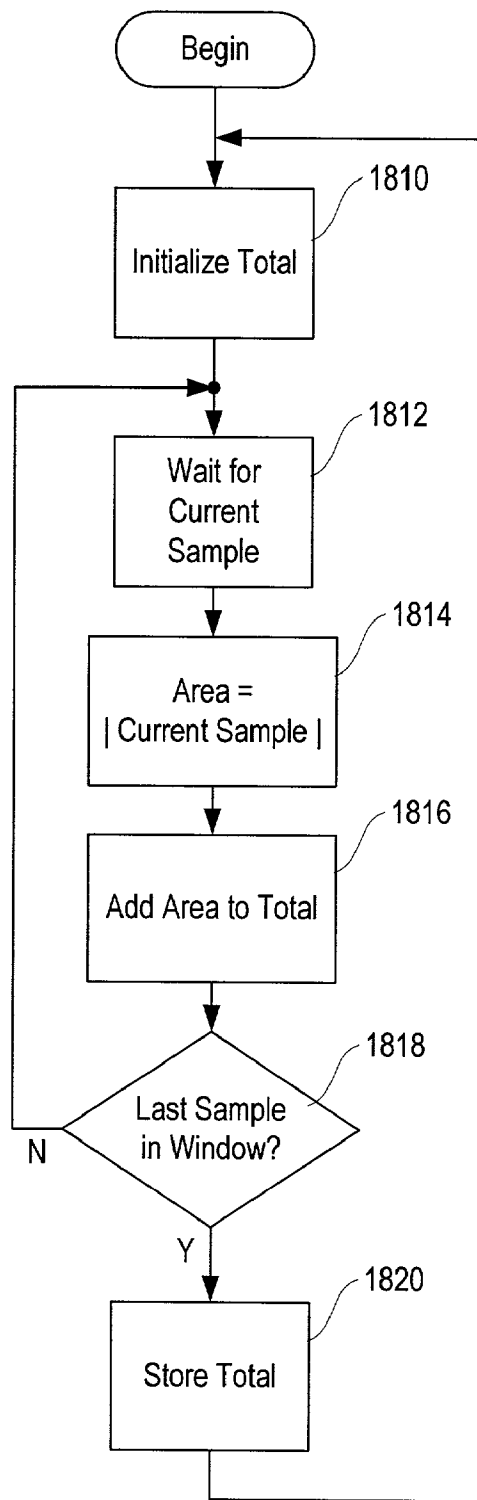 Begin
1810
Initialize Total
1812
Wait for
Current
Sample
1814
Area =
| Current Sample |
1816
Add Area to Total
1818
Last Sample
in Window?
N
Y
1820
Store Total